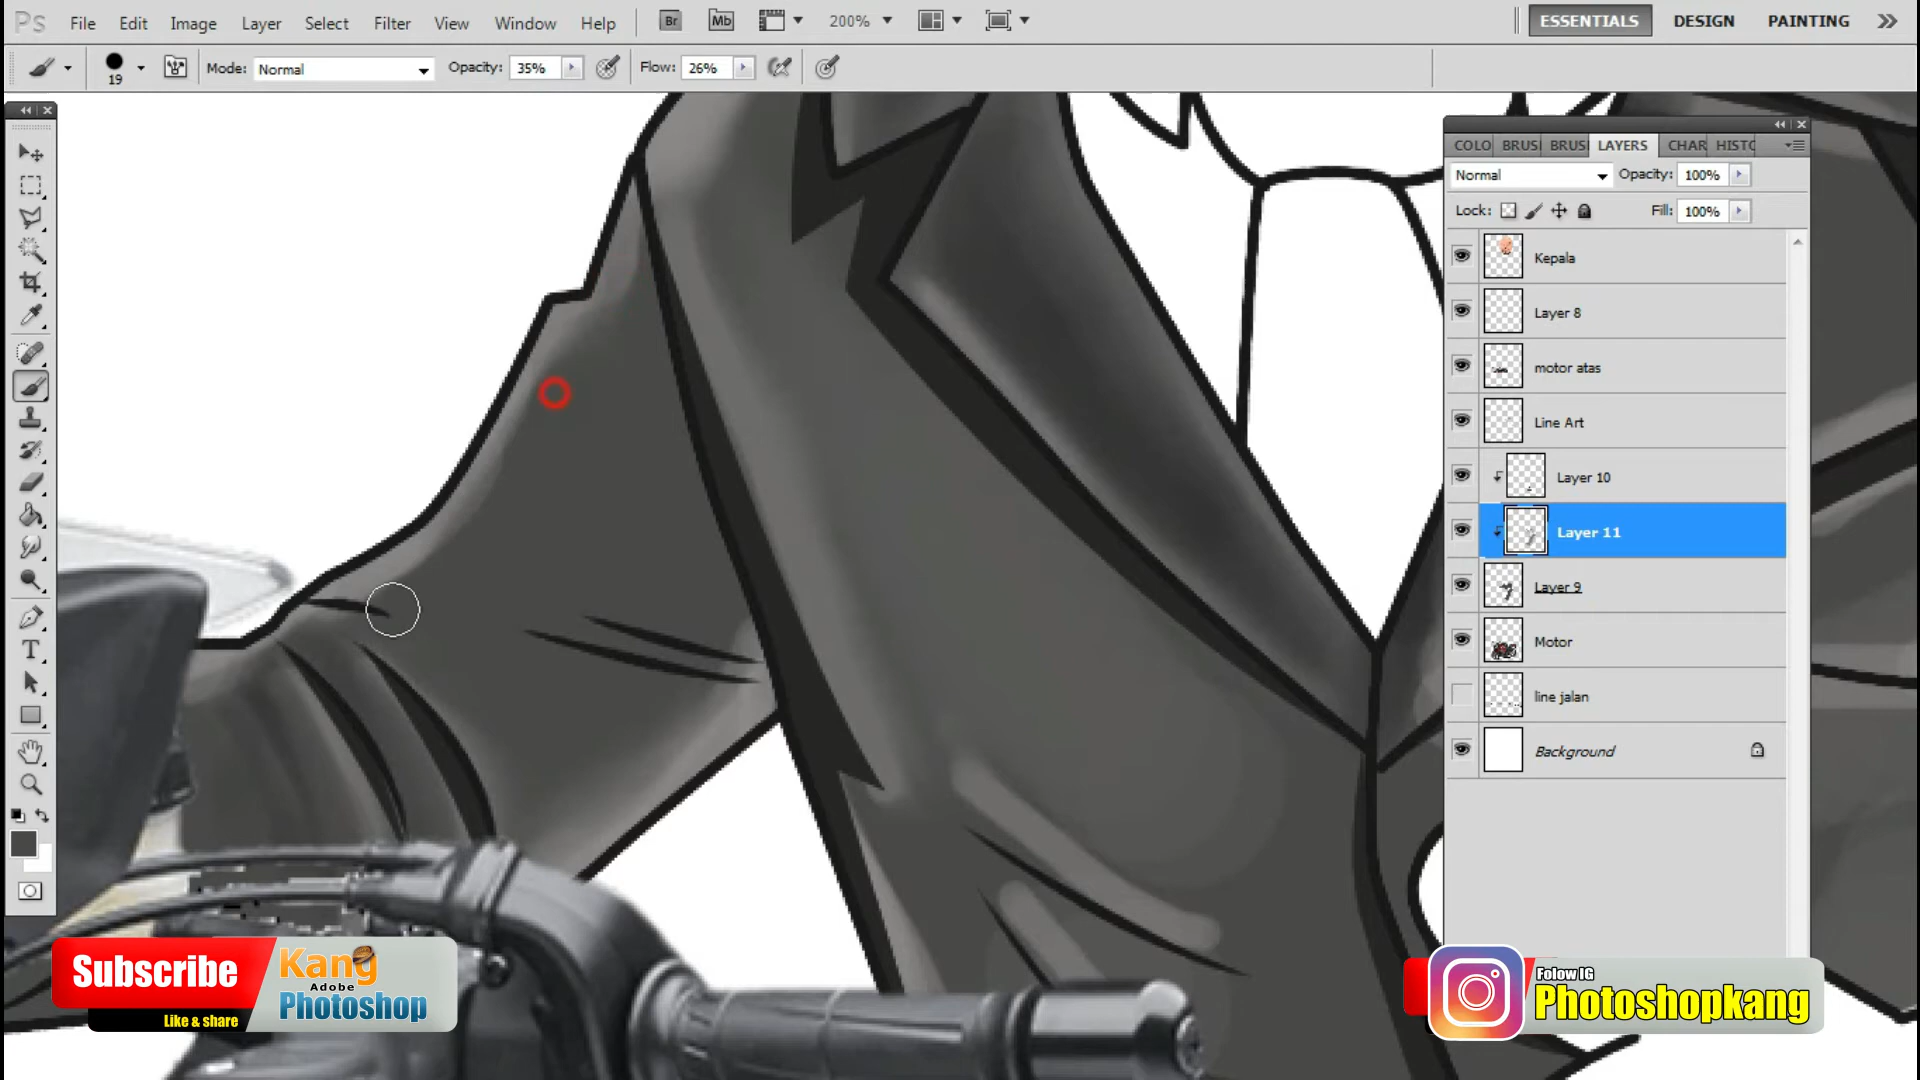 Ps File Edit Image Layer Select Filter View Window Help Br Mb 200% ESSENTIALS DESIGN PAINTING
19 Mode: Normal Opacity: 35% Flow: 26%
COLO BRUS BRUS LAYERS CHAR HISTO
Normal Opacity: 100%
Lock: Fill: 100%
Kepala
Layer 8
motor atas
Line Art
Layer 10
Layer 11
Layer 9
Motor
line jalan
Background
T
Subscribe
Like & share
Kang
Adobe
Photoshop
Folow IG
Photoshopkang